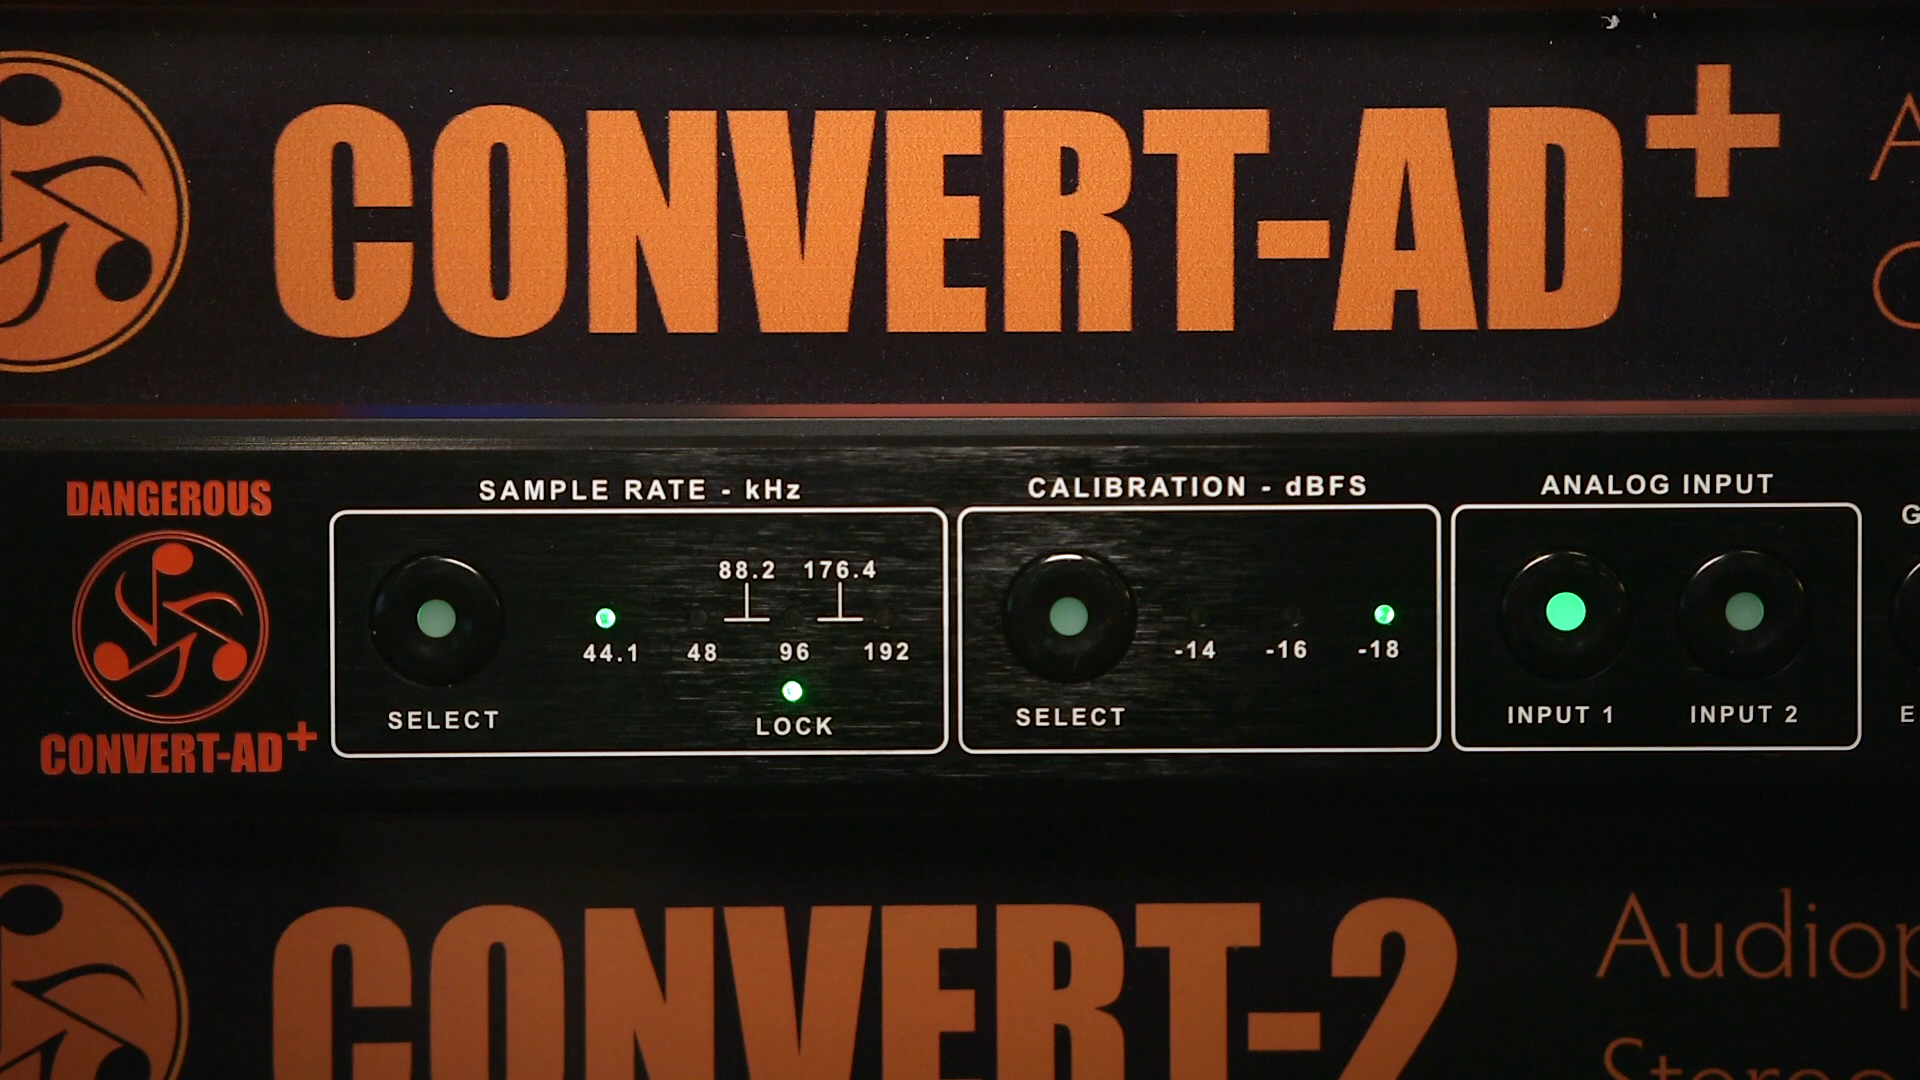 CONVERT-AD+
DANGEROUS
CONVERT-AD+
SAMPLE RATE - kHz
88.2 176.4
44.1 48 96 192
SELECT
LOCK
CALIBRATION - dBFS
-14 -16 -18
SELECT
ANALOG INPUT
INPUT 1 INPUT 2
CONVERT-2
Stereo